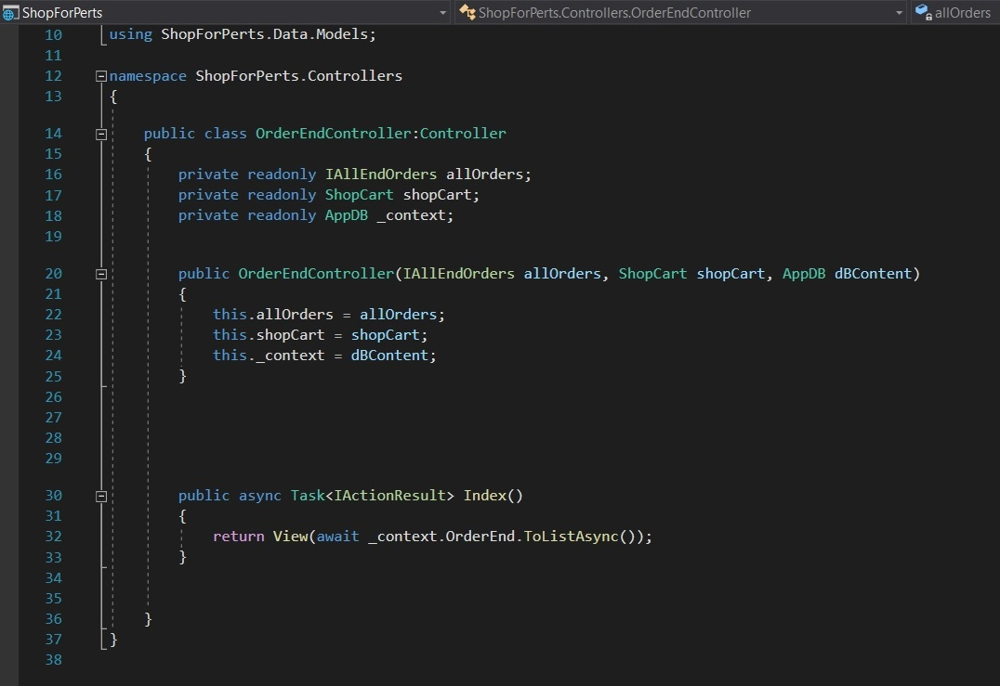 ShopForPerts ShopForPerts.Controllers.OrderEndController allOrders
10 using ShopForPerts.Data.Models;
11
12 namespace ShopForPerts.Controllers
13 {
14 public class OrderEndController:Controller
15 {
16 private readonly IAllEndOrders allOrders;
17 private readonly ShopCart shopCart;
18 private readonly AppDB _context;
19
20 public OrderEndController(IAllEndOrders allOrders, ShopCart shopCart, AppDB dBContent)
21 {
22 this.allOrders = allOrders;
23 this.shopCart = shopCart;
24 this._context = dBContent;
25 }
26
27
28
29
30 public async Task<IActionResult> Index()
31 {
32 return View(await _context.OrderEnd.ToListAsync());
33 }
34
35
36 }
37 }
38